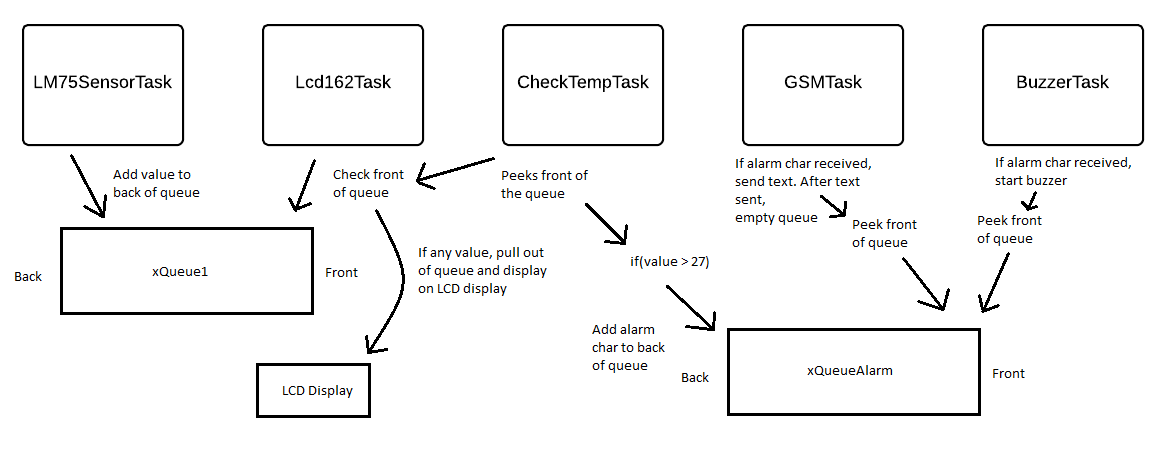 LM75SensorTask
Lcd162Task
CheckTempTask
GSMTask
BuzzerTask
Add value to
back of queue
Check front
of queue
Peeks front of
the queue
If alarm char received,
send text. After text
sent,
empty queue
If alarm char received,
start buzzer
Peek front
of queue
Peek front
of queue
Back
xQueue1
Front
If any value, pull out
of queue and display
on LCD display
if(value > 27)
Add alarm
char to back
of queue
LCD Display
Back
xQueueAlarm
Front